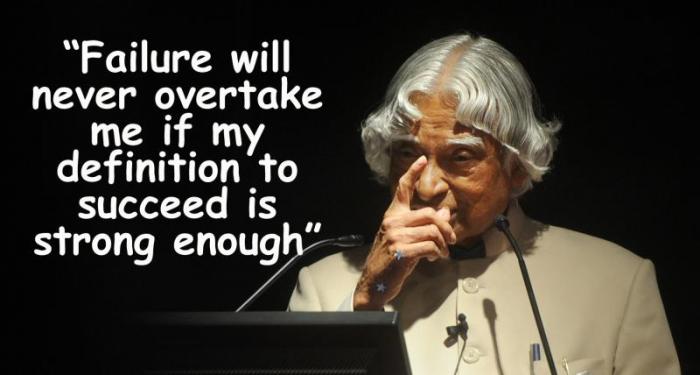 “Failure will
never overtake
me if my
definition to
succeed is
strong enough”